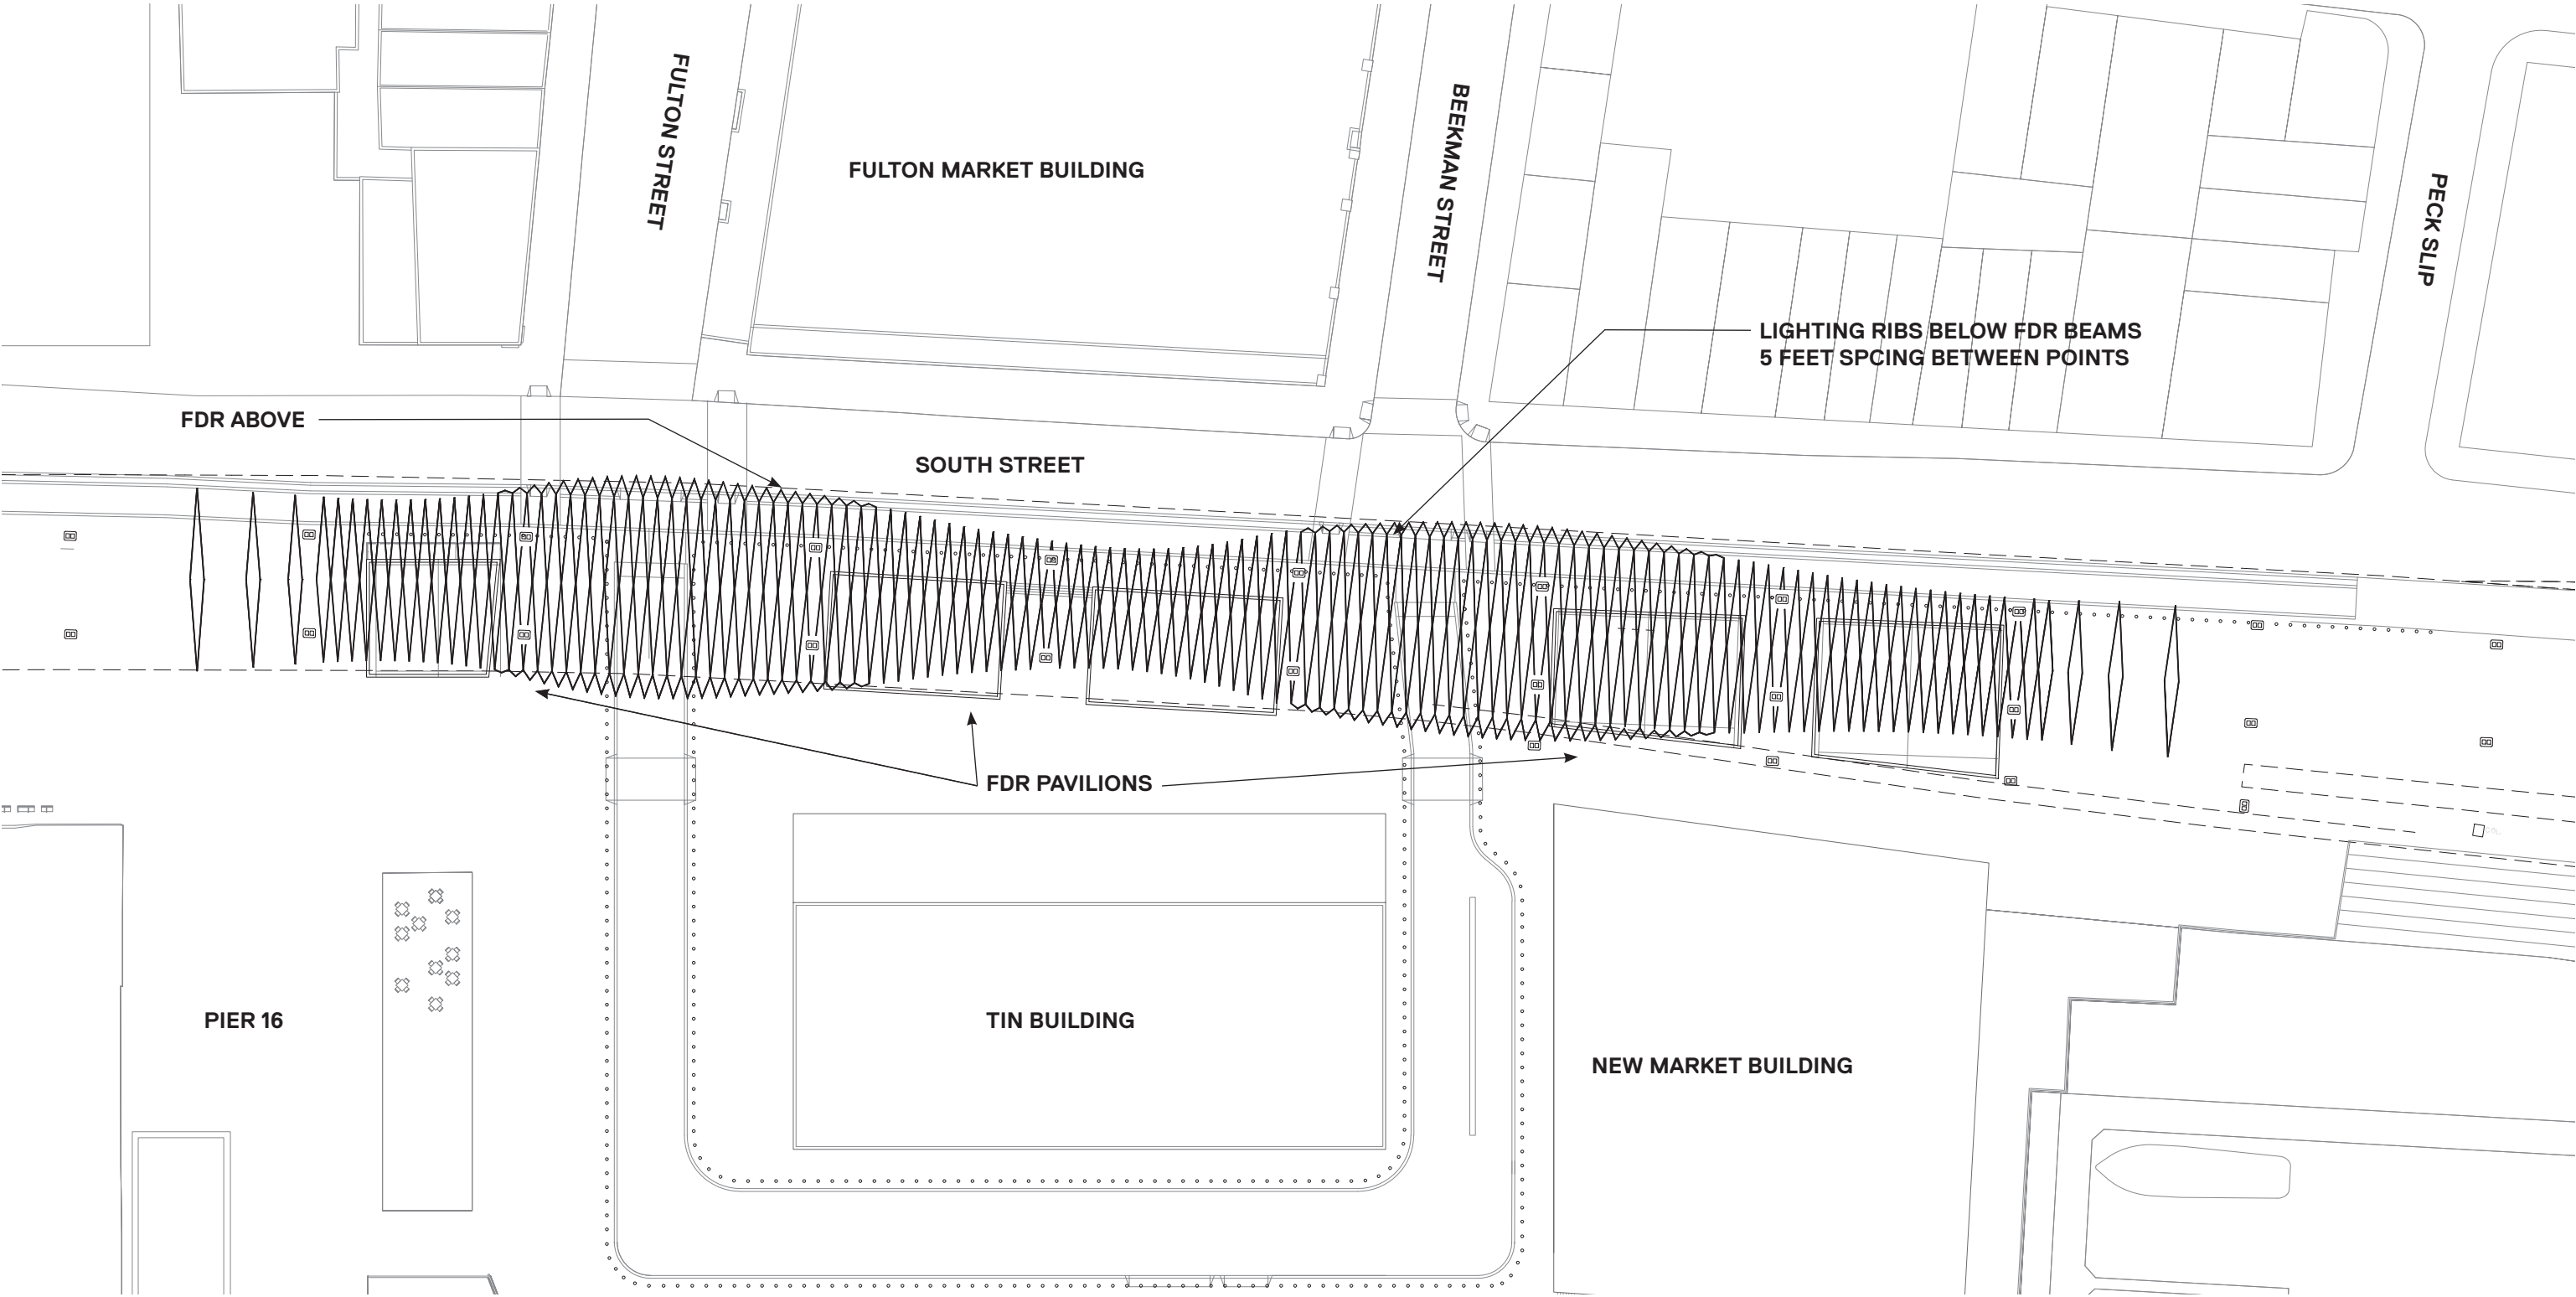 FULTON STREET
FULTON MARKET BUILDING
BEEKMAN STREET
PECK SLIP
LIGHTING RIBS BELOW FDR BEAMS
5 FEET SPCING BETWEEN POINTS
FDR ABOVE
SOUTH STREET
FDR PAVILIONS
PIER 16
TIN BUILDING
NEW MARKET BUILDING